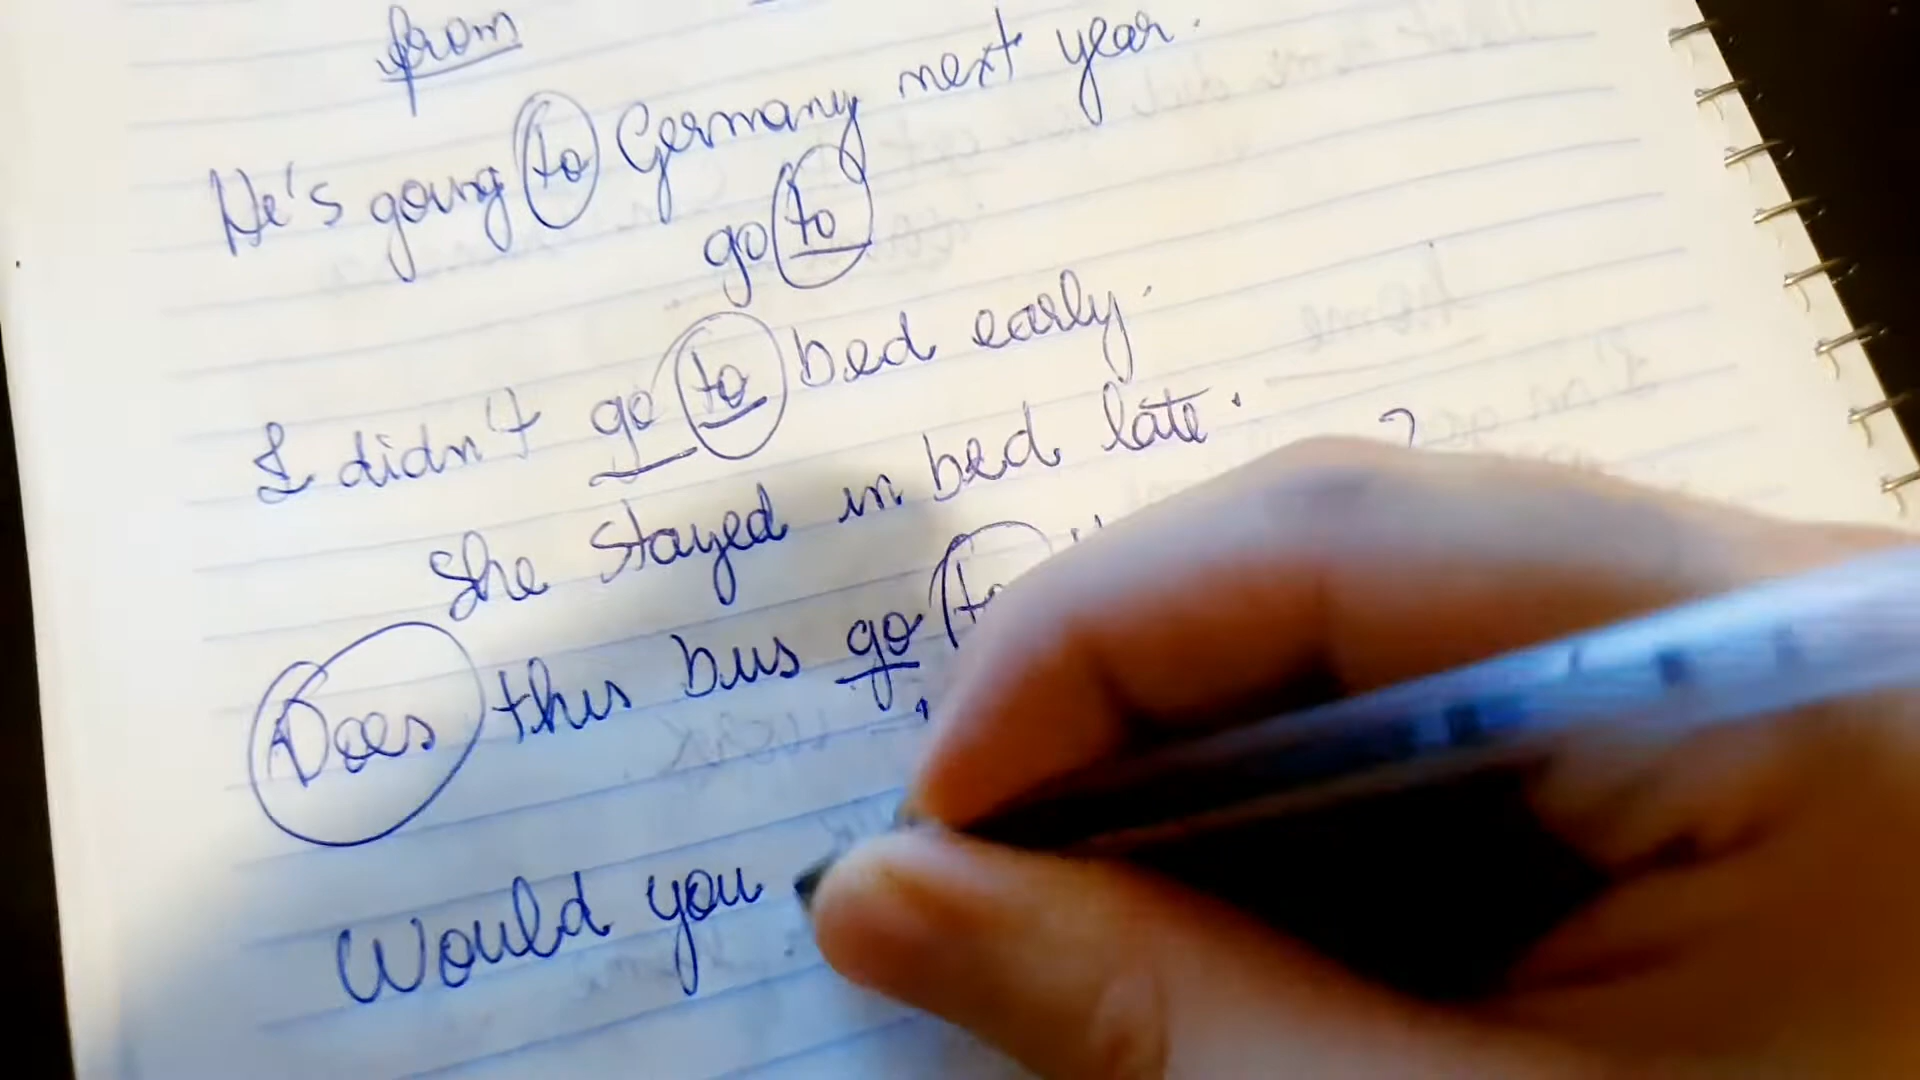 from
He's going to Germany next year.
go to
I didn't go to bed early.
She stayed in bed late.
Does this bus go to ?
Would you